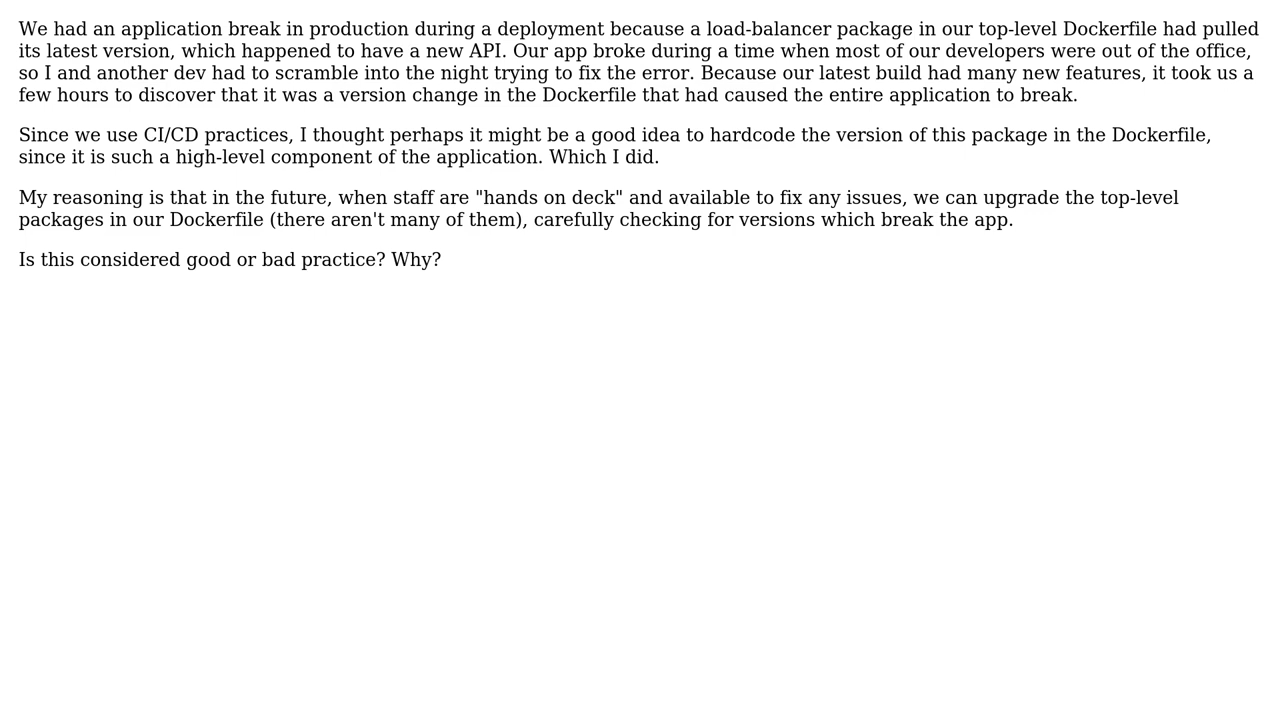 We had an application break in production during a deployment because a load-balancer package in our top-level Dockerfile had pulled
its latest version, which happened to have a new API. Our app broke during a time when most of our developers were out of the office,
so I and another dev had to scramble into the night trying to fix the error. Because our latest build had many new features, it took us a
few hours to discover that it was a version change in the Dockerfile that had caused the entire application to break.
Since we use CI/CD practices, I thought perhaps it might be a good idea to hardcode the version of this package in the Dockerfile,
since it is such a high-level component of the application. Which I did.
My reasoning is that in the future, when staff are "hands on deck" and available to fix any issues, we can upgrade the top-level
packages in our Dockerfile (there aren't many of them), carefully checking for versions which break the app.
Is this considered good or bad practice? Why?